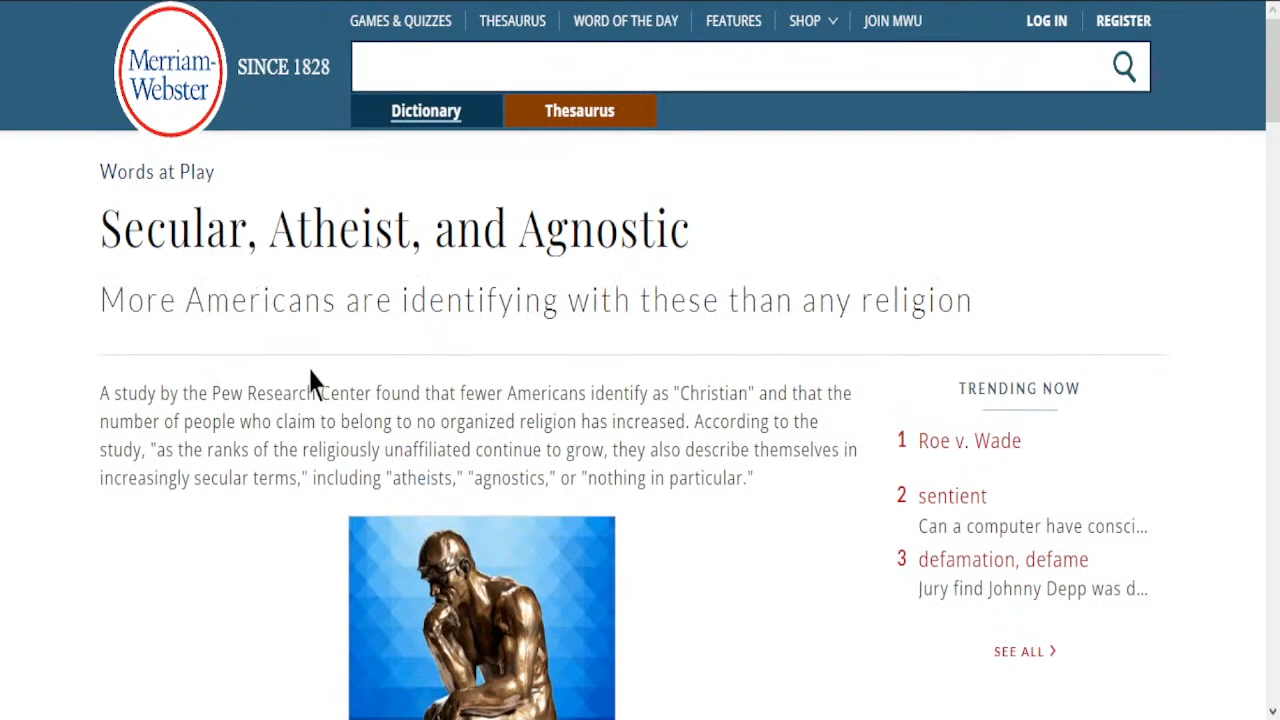 GAMES & QUIZZES THESAURUS WORD OF THE DAY FEATURES SHOP JOIN MWU LOG IN REGISTER
Merriam-
Webster
SINCE 1828
Dictionary Thesaurus
Words at Play
Secular, Atheist, and Agnostic
More Americans are identifying with these than any religion
A study by the Pew Research Center found that fewer Americans identify as "Christian" and that the
number of people who claim to belong to no organized religion has increased. According to the
study, "as the ranks of the religiously unaffiliated continue to grow, they also describe themselves in
increasingly secular terms," including "atheists," "agnostics," or "nothing in particular."
TRENDING NOW
1 Roe v. Wade
2 sentient
Can a computer have consci...
3 defamation, defame
Jury find Johnny Depp was d...
SEE ALL